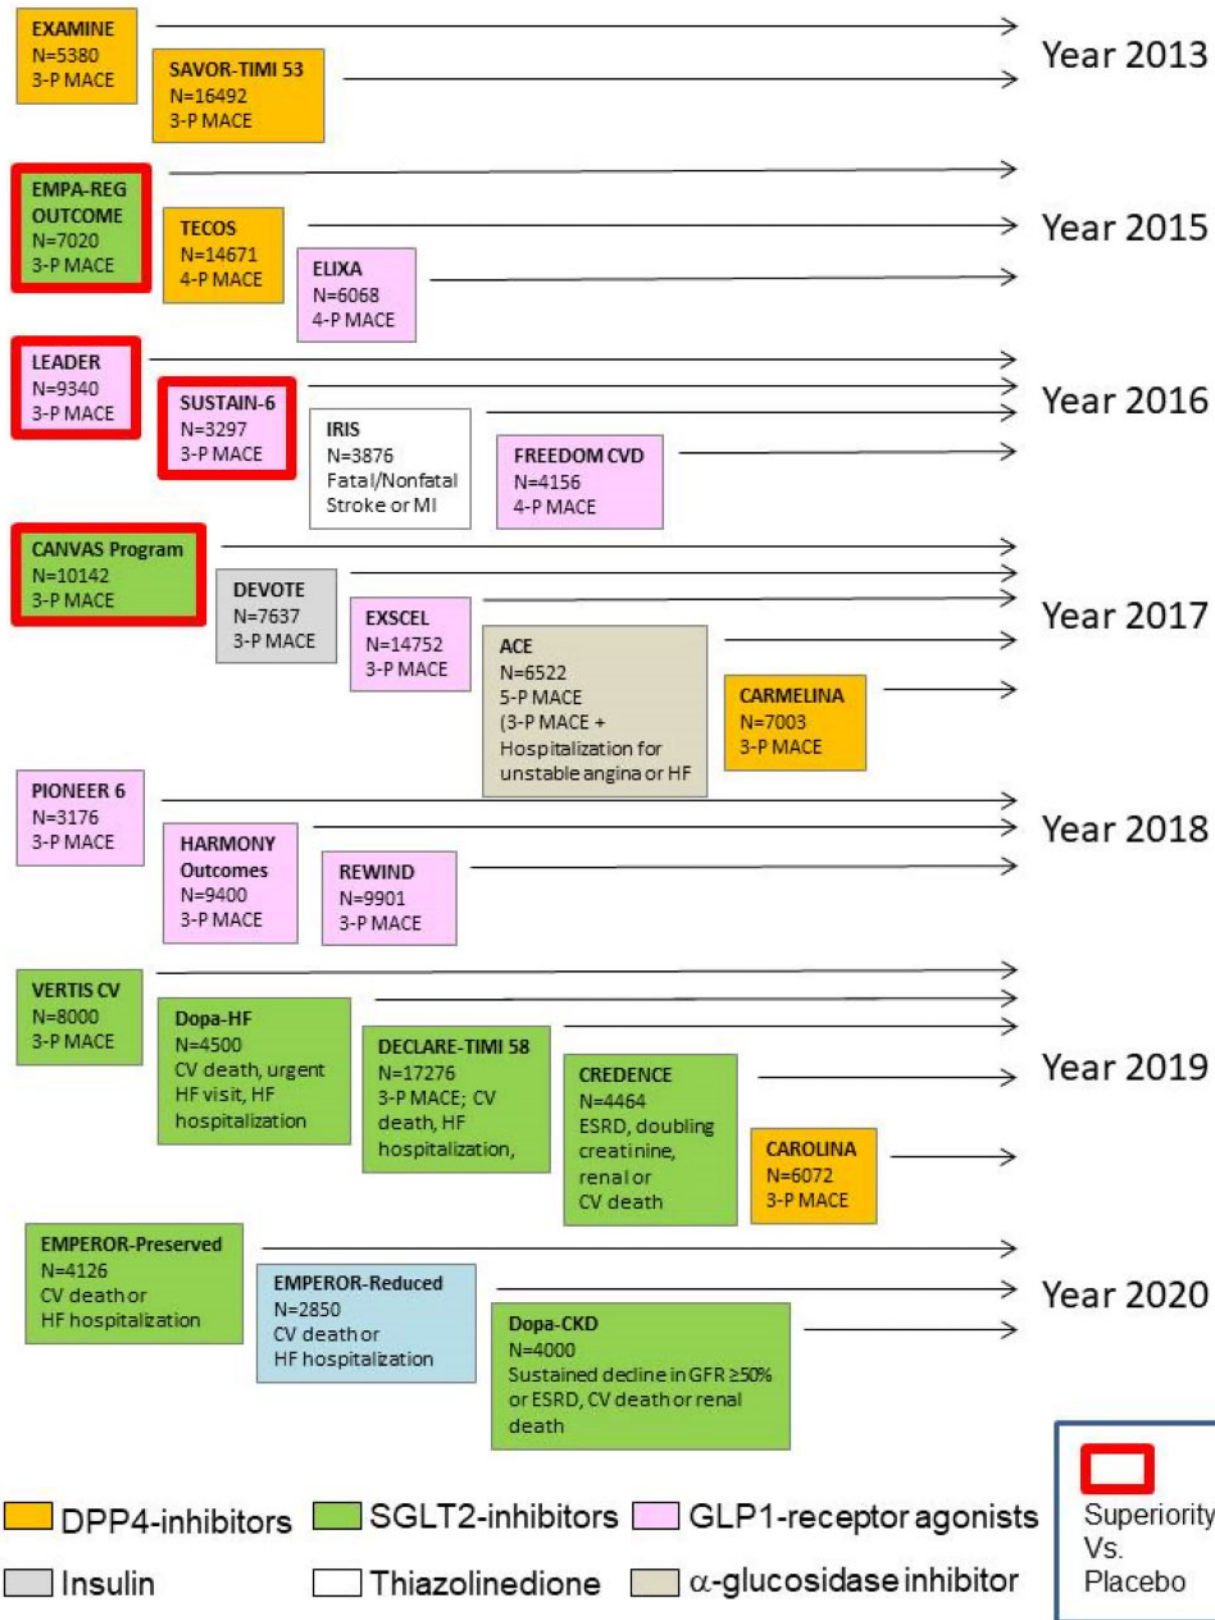 EXAMINE
N=5380
3-P MACE
SAVOR-TIMI 53
N=16492
3-P MACE
Year 2013
EMPA-REG
OUTCOME
N=7020
3-P MACE
TECOS
N=14671
4-P MACE
ELIXA
N=6068
4-P MACE
Year 2015
LEADER
N=9340
3-P MACE
SUSTAIN-6
N=3297
3-P MACE
IRIS
N=3876
Fatal/Nonfatal
Stroke or MI
FREEDOM CVD
N=4156
4-P MACE
Year 2016
CANVAS Program
N=10142
3-P MACE
DEVOTE
N=7637
3-P MACE
EXSCEL
N=14752
3-P MACE
ACE
N=6522
5-P MACE
(3-P MACE +
Hospitalization for
unstable angina or HF
CARMELINA
N=7003
3-P MACE
Year 2017
PIONEER 6
N=3176
3-P MACE
HARMONY
Outcomes
N=9400
3-P MACE
REWIND
N=9901
3-P MACE
Year 2018
VERTIS CV
N=8000
3-P MACE
Dopa-HF
N=4500
CV death, urgent
HF visit, HF
hospitalization
DECLARE-TIMI 58
N=17276
3-P MACE; CV
death, HF
hospitalization,
CREDENCE
N=4464
ESRD, doubling
creatinine,
renal or
CV death
CAROLINA
N=6072
3-P MACE
Year 2019
EMPEROR-Preserved
N=4126
CV death or
HF hospitalization
EMPEROR-Reduced
N=2850
CV death or
HF hospitalization
Dopa-CKD
N=4000
Sustained decline in GFR ≥50%
or ESRD, CV death or renal
death
Year 2020
DPP4-inhibitors
SGLT2-inhibitors
GLP1-receptor agonists
Insulin
Thiazolinedione
α-glucosidase inhibitor
Superiority
Vs.
Placebo